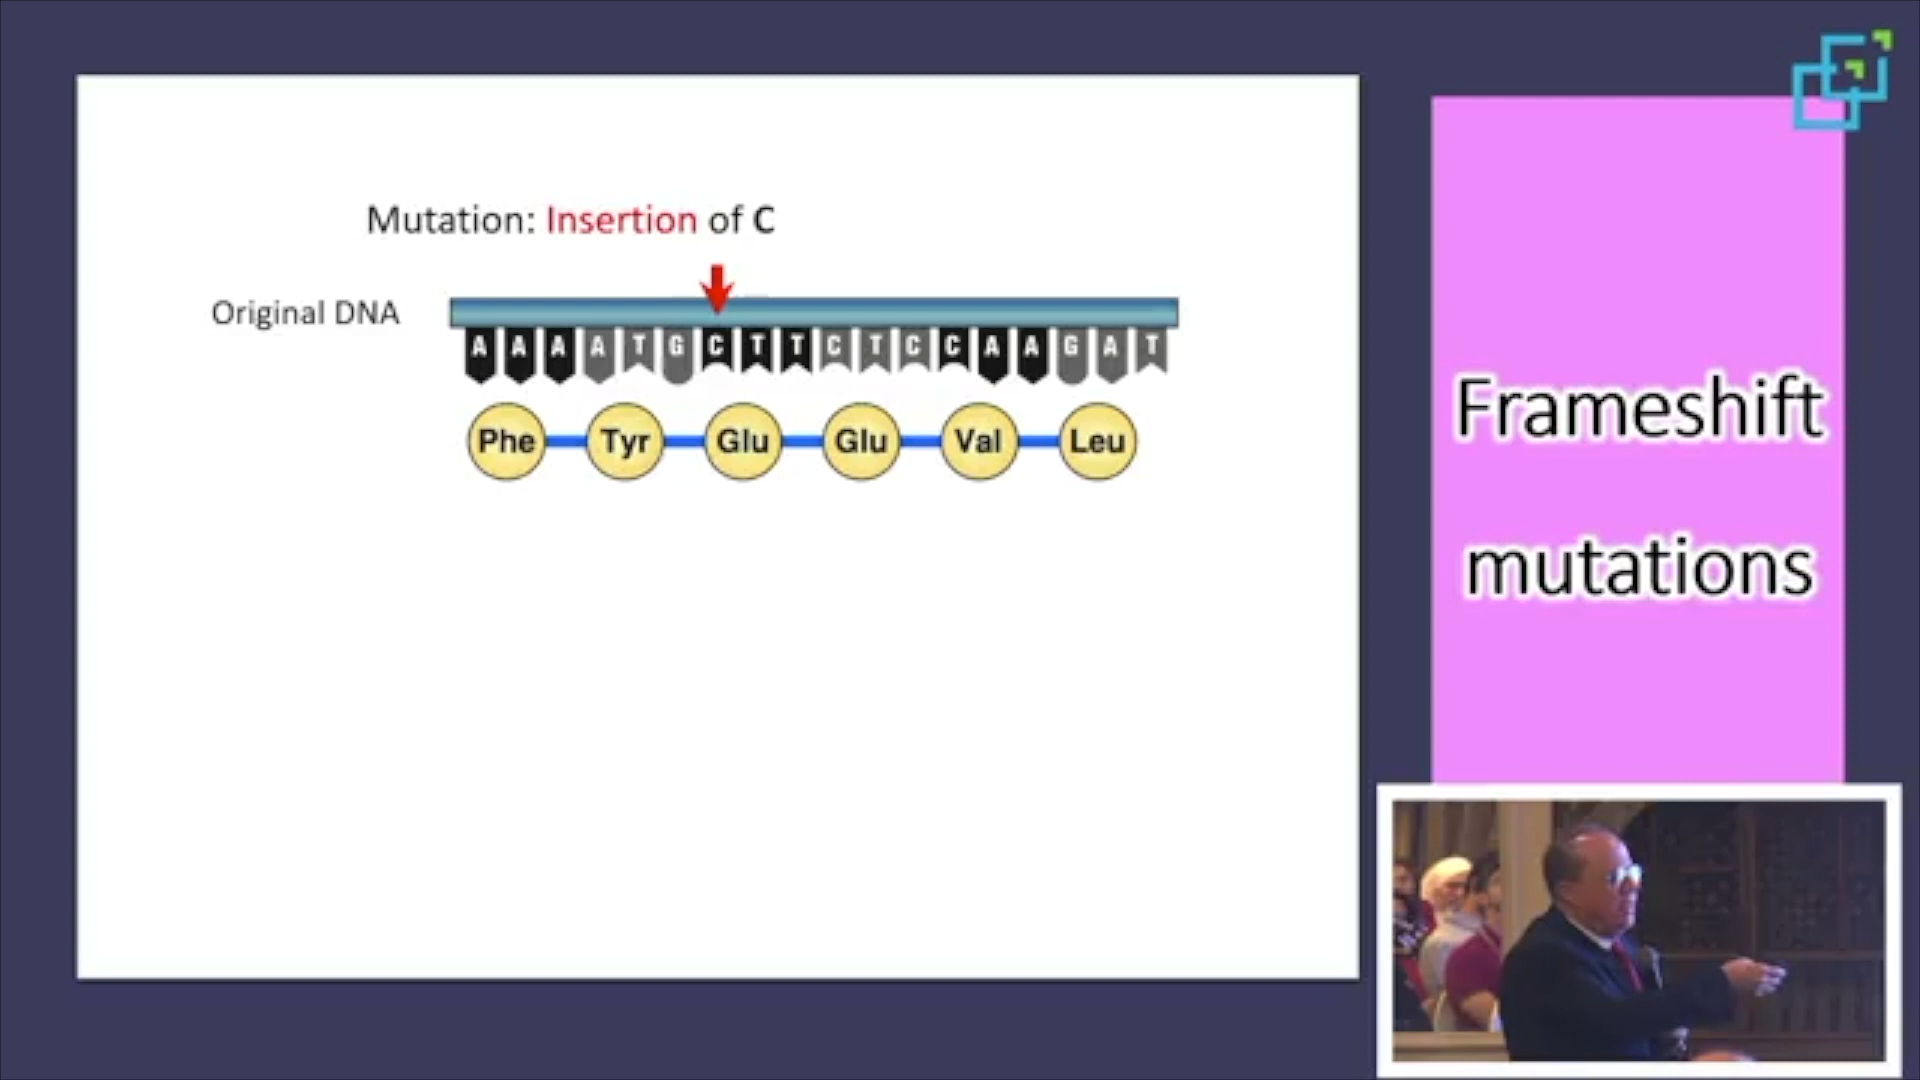 Mutation: Insertion of C
Original DNA
A A A A T G C T T C T C C A A G A T
Phe Tyr Glu Glu Val Leu
Frameshift
mutations